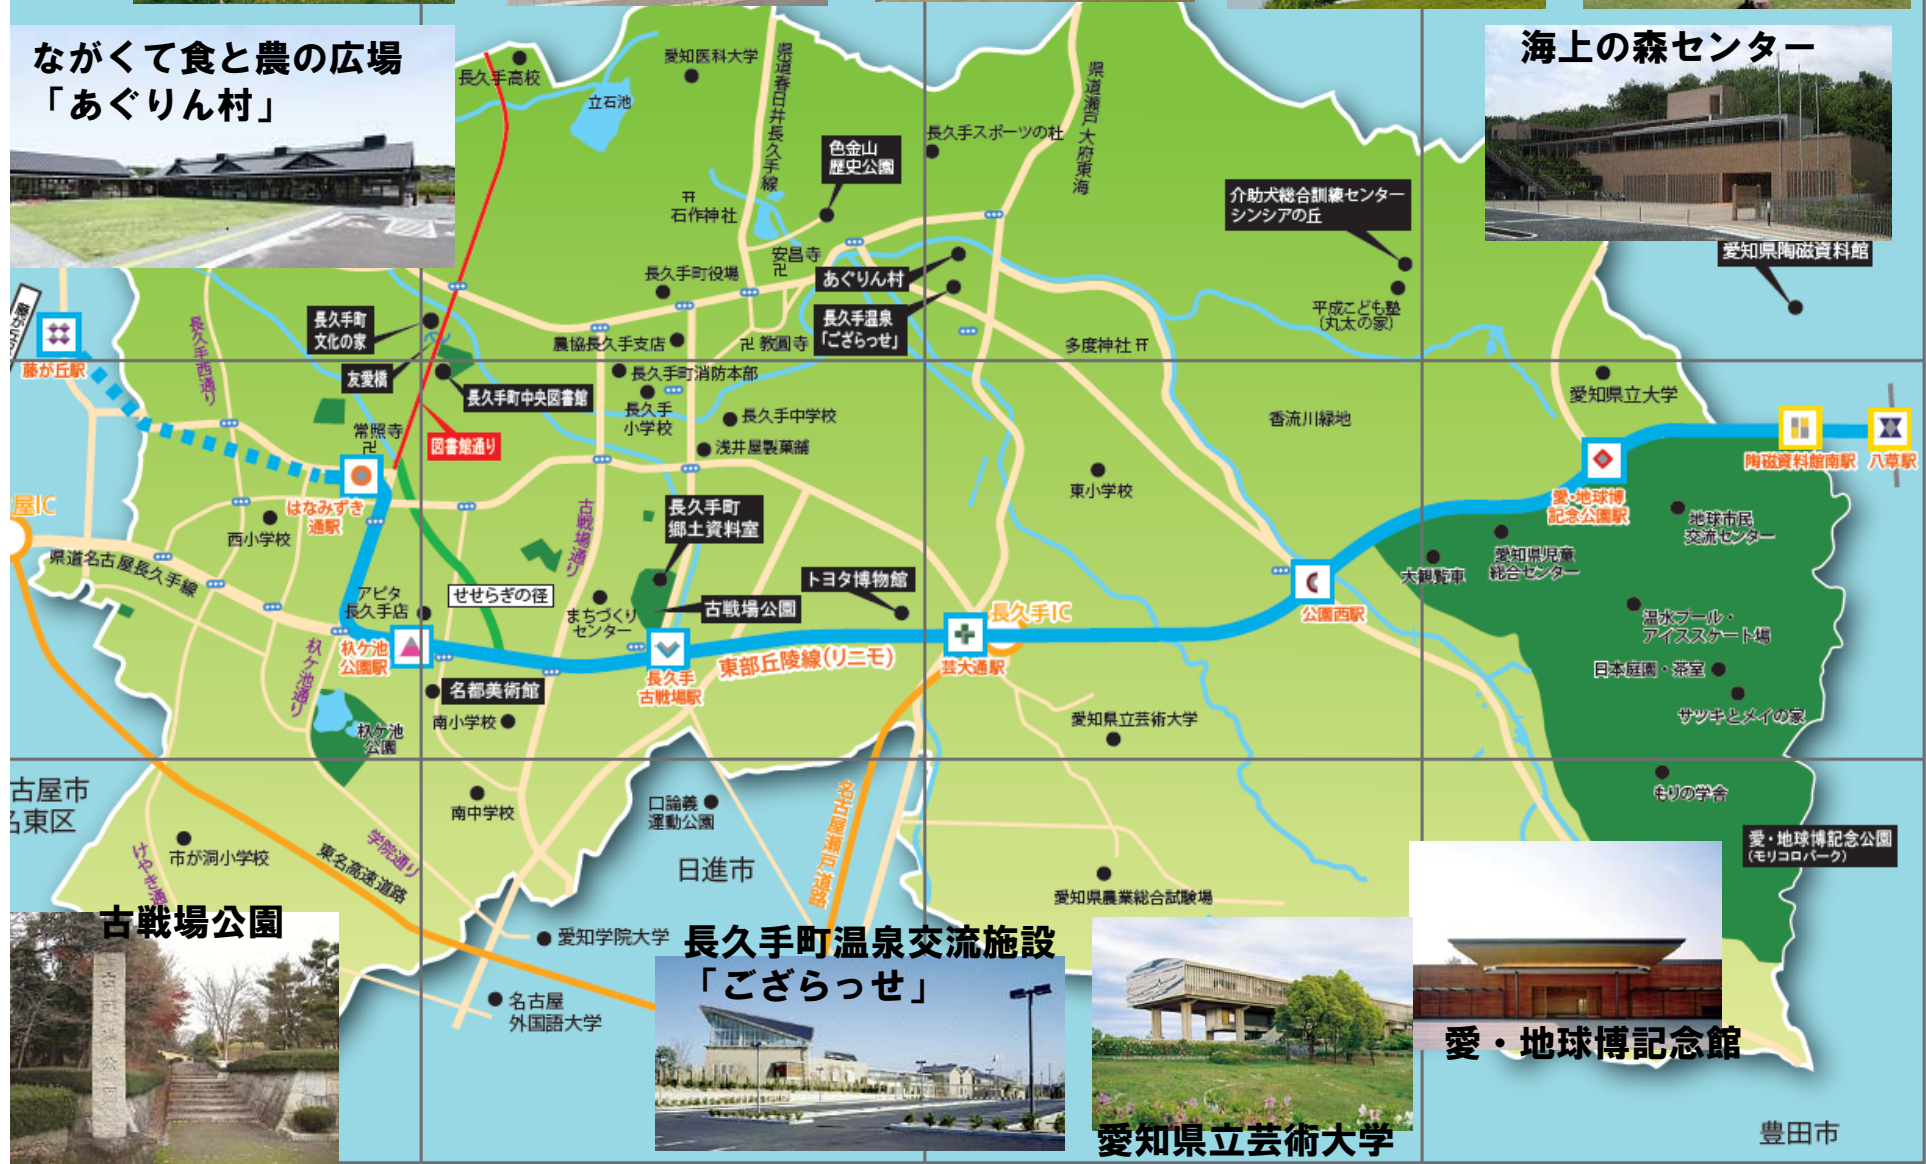 ながくて食と農の広場
「あぐりん村」
海上の森センター
長久手高校
愛知医科大学
立石池
県道春日井長久手線
県道瀬戸大府東海
長久手スポーツの杜
色金山
歴史公園
石作神社
安昌寺
卍
介助犬総合訓練センター
シンシアの丘
愛知県陶磁資料館
長久手町役場
あぐりん村
長久手温泉
「ござらっせ」
平成こども塾
(丸太の家)
長久手町
文化の家
長久手西通り
藤が丘駅
友愛橋
農協長久手支店
卍 教圓寺
多度神社
長久手町消防本部
長久手町中央図書館
長久手
小学校
長久手中学校
香流川緑地
愛知県立大学
常照寺
卍
図書館通り
浅井屋製菓舗
陶磁資料館南駅
八草駅
屋IC
はなみずき
通駅
西小学校
古戦場通り
長久手町
郷土資料室
東小学校
愛・地球博
記念公園駅
地球市民
交流センター
県道名古屋長久手線
愛知県児童
総合センター
大観覧車
アピタ
長久手店
せせらぎの径
まちづくり
センター
古戦場公園
トヨタ博物館
長久手IC
公園西駅
温水プール・
アイススケート場
杁ケ池
公園駅
杁ケ池通り
長久手
古戦場駅
東部丘陵線(リニモ)
芸大通駅
日本庭園・茶室
名都美術館
南小学校
愛知県立芸術大学
サツキとメイの家
杁ケ池
公園
古屋市
名東区
南中学校
口論義
運動公園
名古屋瀬戸道路
もりの学舎
市が洞小学校
けやき通
学院通り
東名高速道路
日進市
愛・地球博記念公園
(モリコロパーク)
愛知県農業総合試験場
古戦場公園
愛知学院大学
長久手町温泉交流施設
「ござらっせ」
名古屋
外国語大学
古戦場公園
愛・地球博記念館
愛知県立芸術大学
豊田市